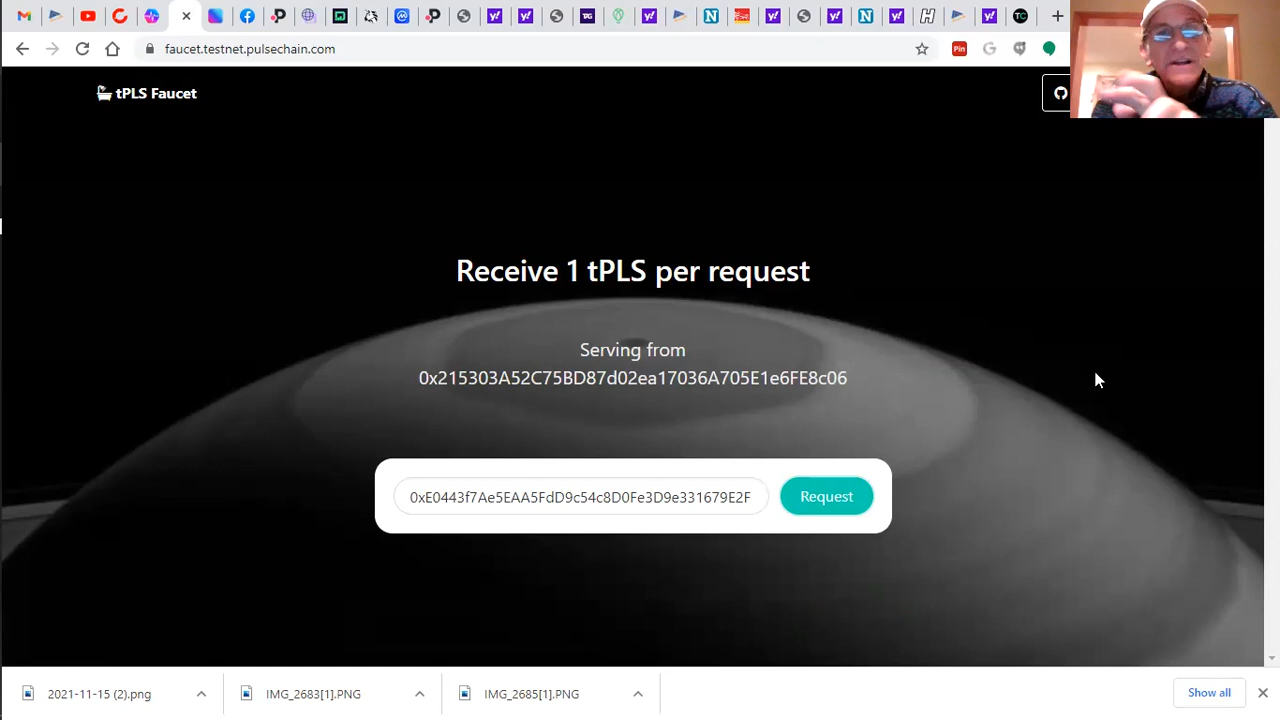 faucet.testnet.pulsechain.com
Pin
tPLS Faucet
Receive 1 tPLS per request
Serving from
0x215303A52C75BD87d02ea17036A705E1e6FE8c06
0xE0443f7Ae5EAA5FdD9c54c8D0Fe3D9e331679E2F
Request
2021-11-15 (2).png
IMG_2683[1].PNG
IMG_2685[1].PNG
Show all